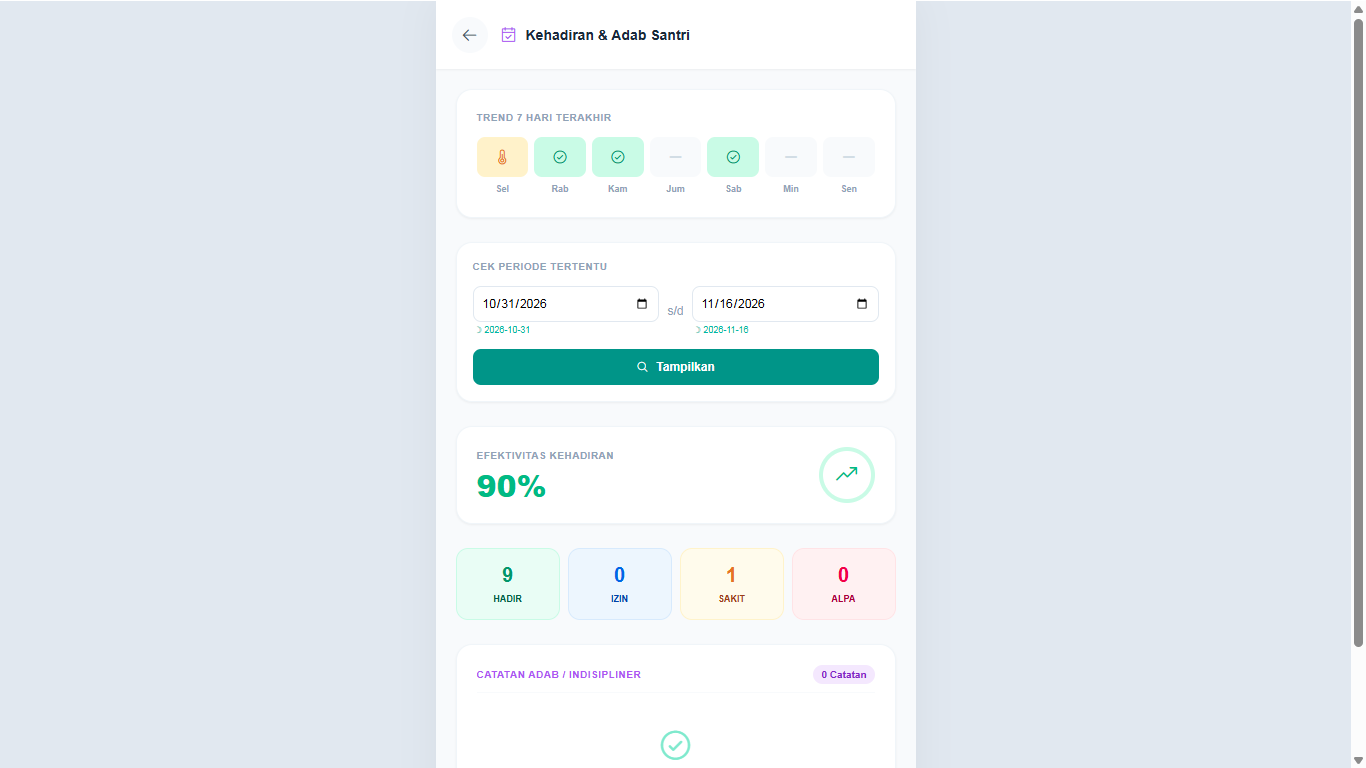 Kehadiran & Adab Santri
TREND 7 HARI TERAKHIR
Sel Rab Kam Jum Sab Min Sen
CEK PERIODE TERTENTU
10/31/2026 s/d 11/16/2026
☽ 2026-10-31 ☽ 2026-11-16
Tampilkan
EFEKTIVITAS KEHADIRAN
90%
9 0 1 0
HADIR IZIN SAKIT ALPA
CATATAN ADAB / INDISIPLINER 0 Catatan